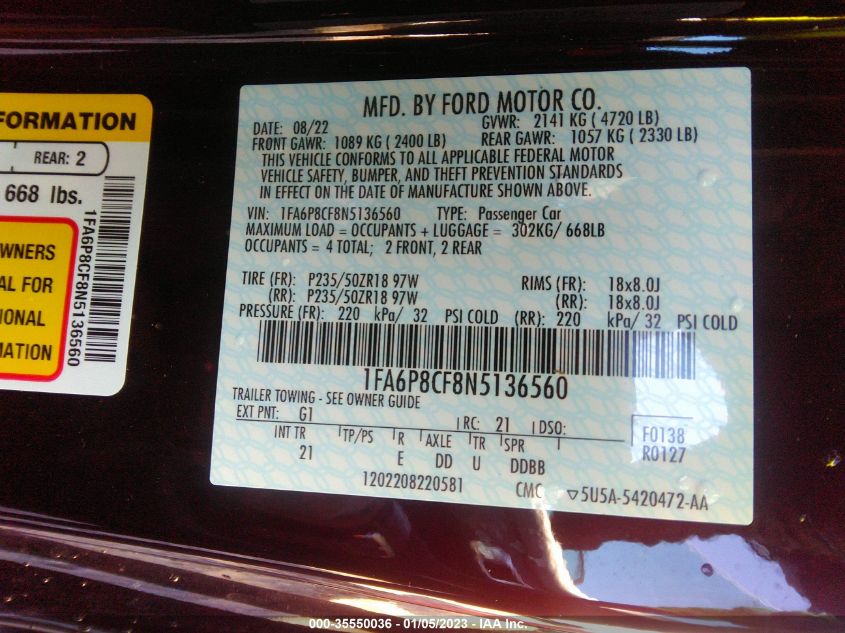 FORMATION
REAR: 2
668 lbs.
WNERS
AL FOR
IONAL
MATION
1FA6P8CF8N5136560
MFD. BY FORD MOTOR CO.
DATE: 08/22 GVWR: 2141 KG ( 4720 LB)
FRONT GAWR: 1089 KG ( 2400 LB) REAR GAWR: 1057 KG ( 2330 LB)
THIS VEHICLE CONFORMS TO ALL APPLICABLE FEDERAL MOTOR
VEHICLE SAFETY, BUMPER, AND THEFT PREVENTION STANDARDS
IN EFFECT ON THE DATE OF MANUFACTURE SHOWN ABOVE.
VIN: 1FA6P8CF8N5136560 TYPE: Passenger Car
MAXIMUM LOAD = OCCUPANTS + LUGGAGE = 302KG/ 668LB
OCCUPANTS = 4 TOTAL; 2 FRONT, 2 REAR
TIRE (FR): P235/50ZR18 97W RIMS (FR): 18x8.0J
(RR): P235/50ZR18 97W (RR): 18x8.0J
PRESSURE (FR): 220 kPa/ 32 PSI COLD (RR): 220 kPa/ 32 PSI COLD
1FA6P8CF8N5136560
TRAILER TOWING - SEE OWNER GUIDE
EXT PNT: G1 RC: 21 DSO: F0138
INT TR TP/PS R AXLE TR SPR R0127
21 E DD U DDBB
1202208220581 CMC ▽5U5A-5420472-AA
000-35550036 - 01/05/2023 - IAA Inc.